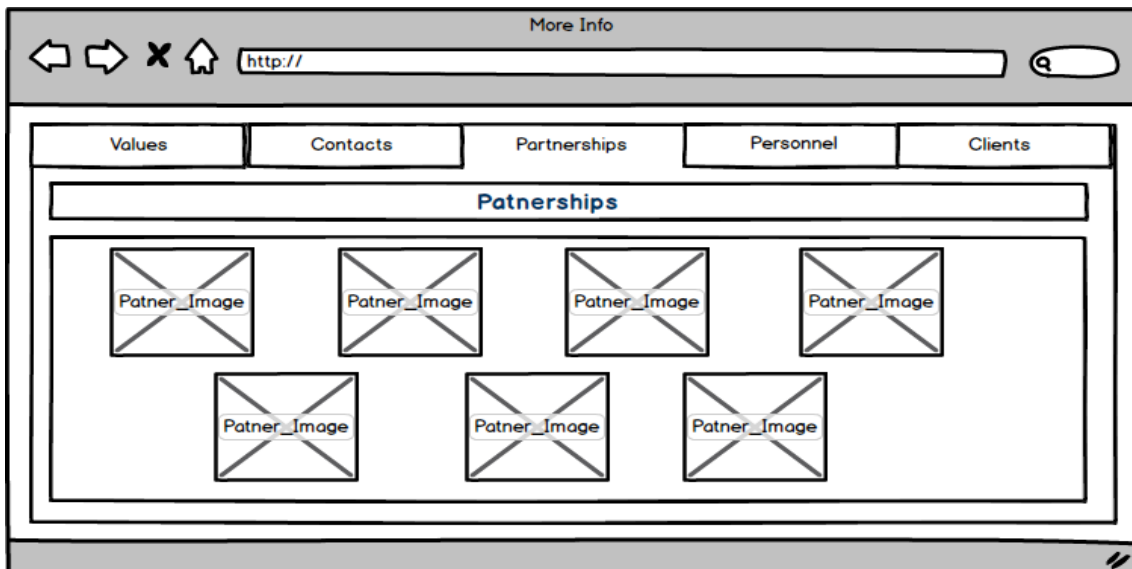 More Info
http://
Values Contacts Partnerships Personnel Clients
Patnerships
Patner_Image Patner_Image Patner_Image Patner_Image
Patner_Image Patner_Image Patner_Image